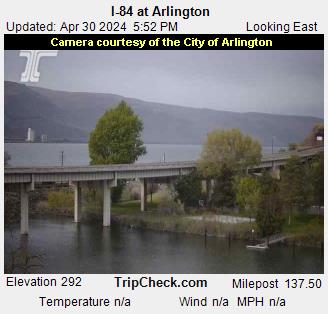 I-84 at Arlington
Updated: Apr 30 2024 5:52 PM Looking East
Camera courtesy of the City of Arlington
Elevation 292 TripCheck.com Milepost 137.50
Temperature n/a Wind n/a MPH n/a